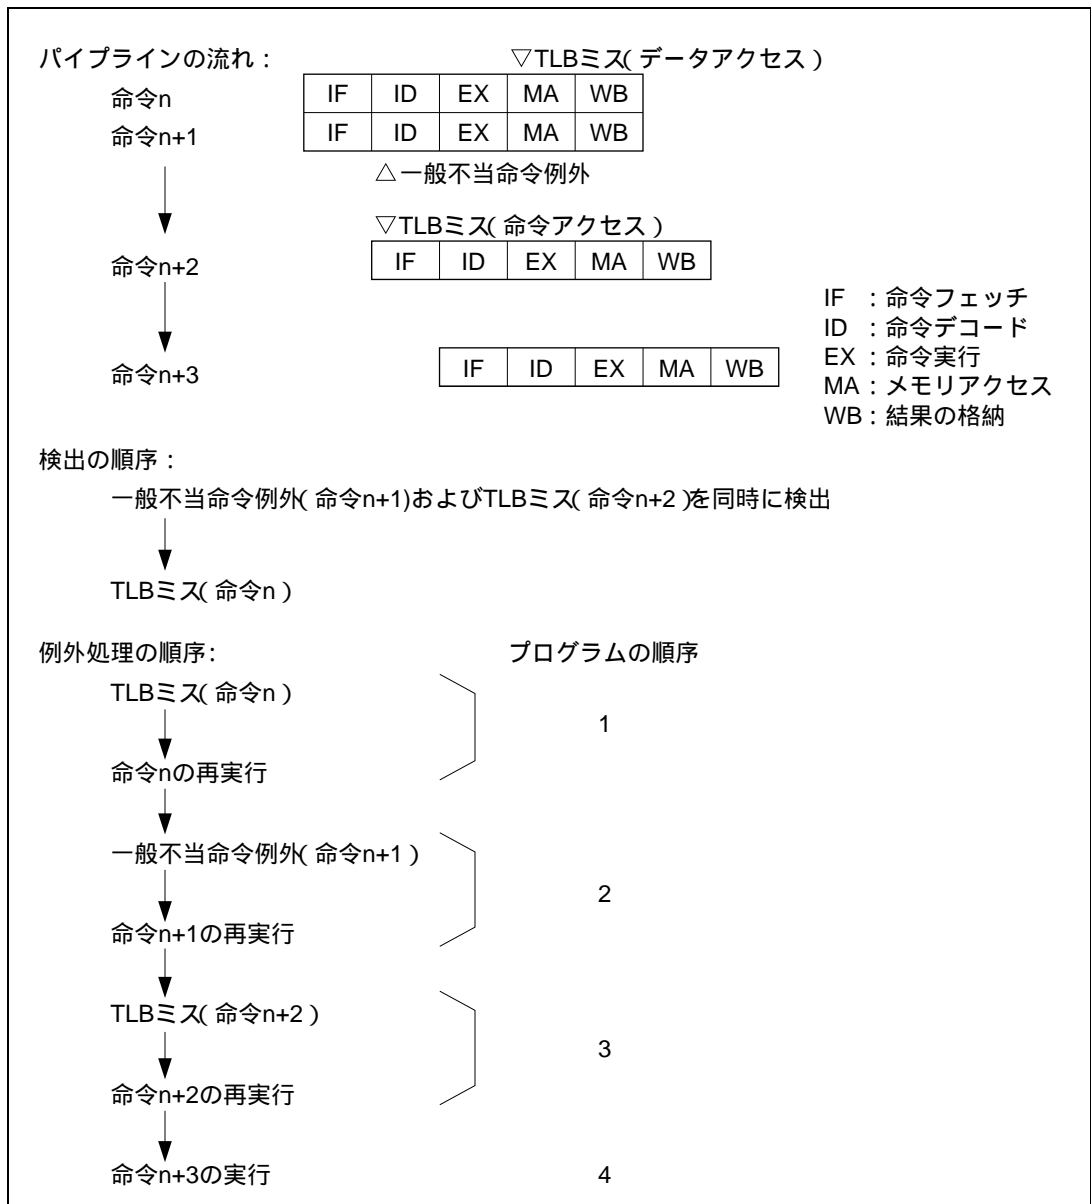 パイプラインの流れ：
▽TLBミス(データアクセス)
命令n IF ID EX MA WB
命令n+1 IF ID EX MA WB
△一般不当命令例外
▽TLBミス(命令アクセス)
命令n+2 IF ID EX MA WB
命令n+3 IF ID EX MA WB
IF ：命令フェッチ
ID ：命令デコード
EX：命令実行
MA：メモリアクセス
WB：結果の格納
検出の順序：
一般不当命令例外(命令n+1)およびTLBミス(命令n+2)を同時に検出
TLBミス(命令n)
例外処理の順序： プログラムの順序
TLBミス(命令n)
1
命令nの再実行
一般不当命令例外(命令n+1)
2
命令n+1の再実行
TLBミス(命令n+2)
3
命令n+2の再実行
命令n+3の実行 4